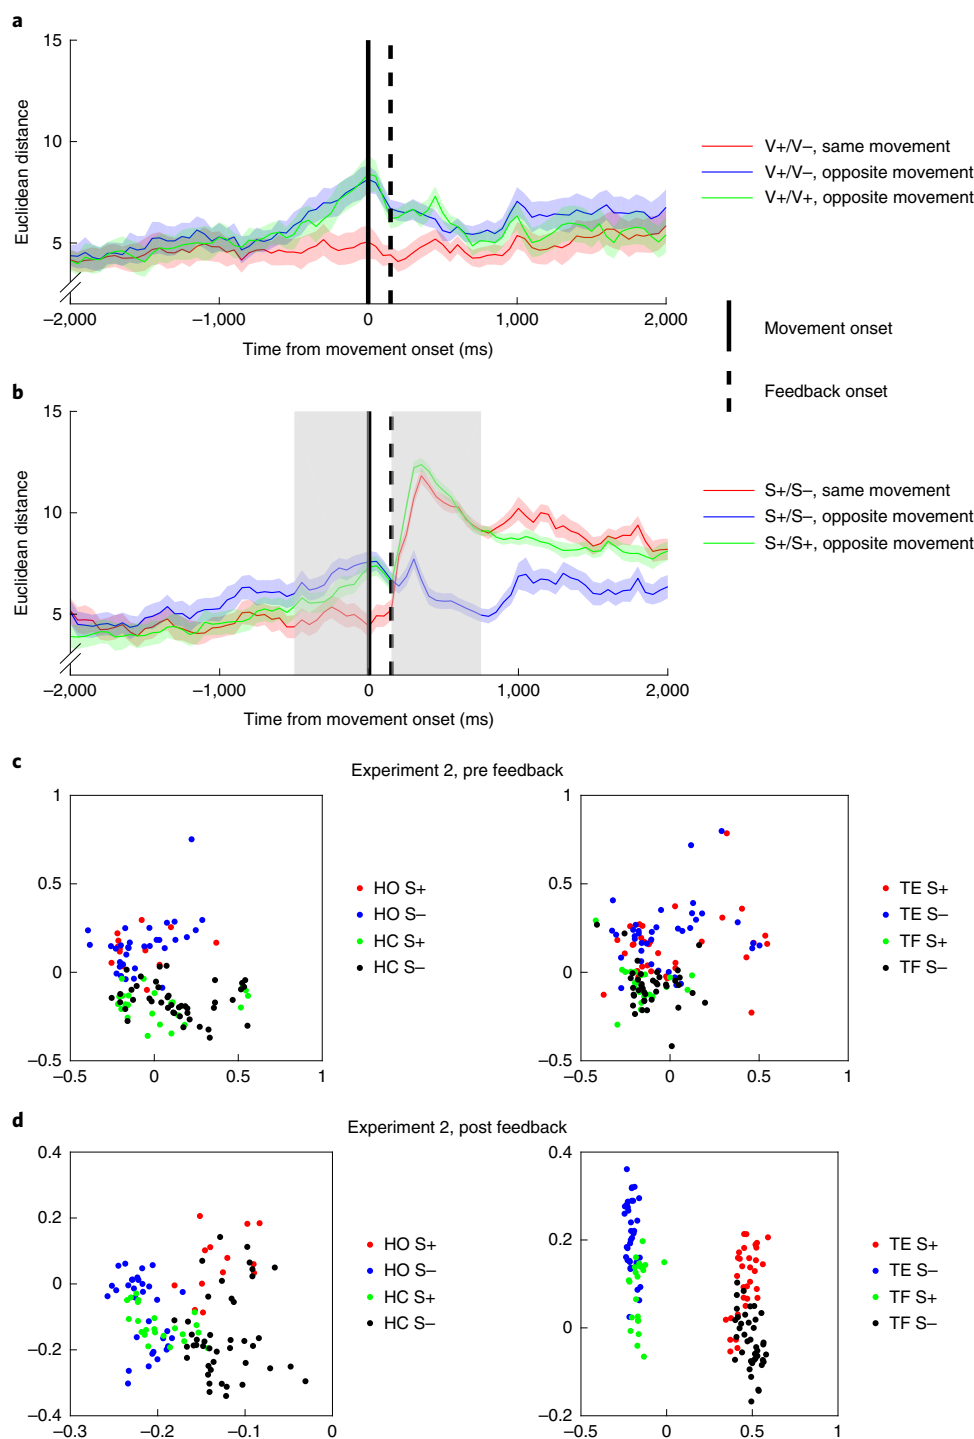 a
15
10
5
Euclidean distance
−2,000
−1,000
0
1,000
2,000
Time from movement onset (ms)
V+/V−, same movement
V+/V−, opposite movement
V+/V+, opposite movement
Movement onset
Feedback onset
b
15
10
5
Euclidean distance
−2,000
−1,000
0
1,000
2,000
Time from movement onset (ms)
S+/S−, same movement
S+/S−, opposite movement
S+/S+, opposite movement
c
Experiment 2, pre feedback
1
0.5
0
−0.5
−0.5
0
0.5
1
HO S+
HO S−
HC S+
HC S−
1
0.5
0
−0.5
−0.5
0
0.5
1
TE S+
TE S−
TF S+
TF S−
d
Experiment 2, post feedback
0.4
0.2
0
−0.2
−0.4
−0.3
−0.2
−0.1
0
HO S+
HO S−
HC S+
HC S−
0.4
0.2
0
−0.2
−0.5
0
0.5
1
TE S+
TE S−
TF S+
TF S−